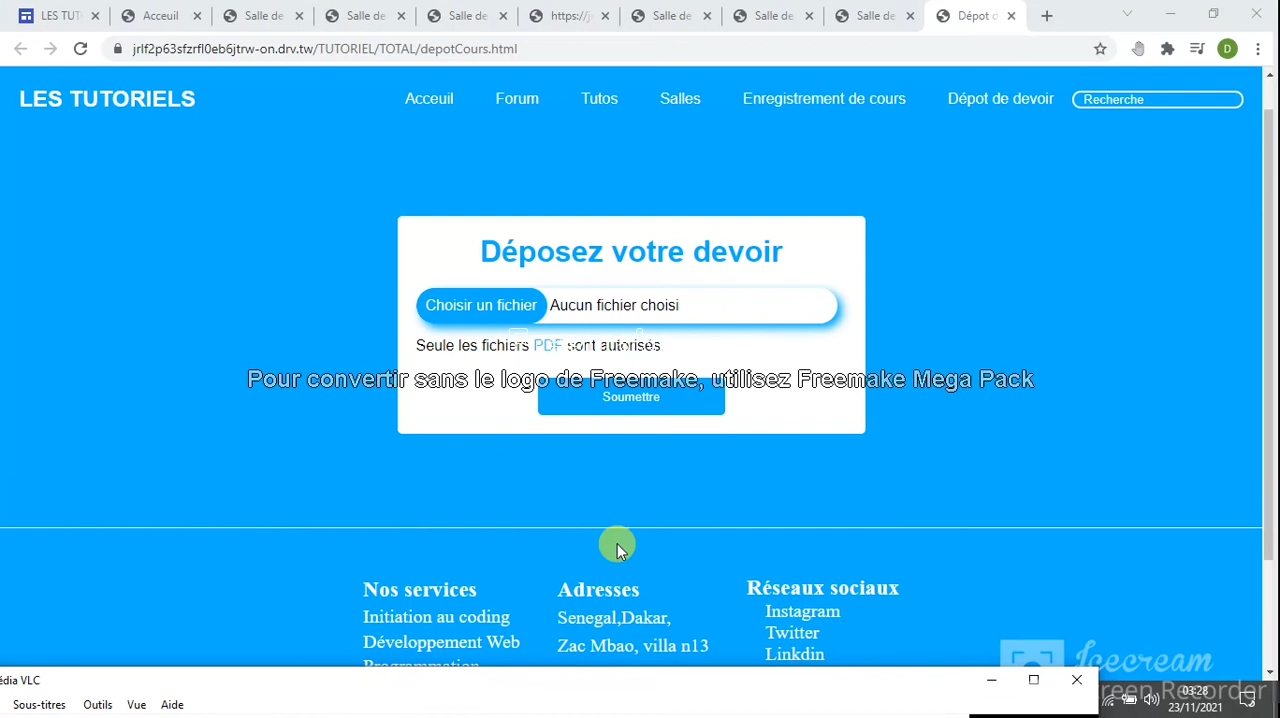 LES TUT
Acceuil
Salle de
Salle de
Salle de
https://j
Salle de
Salle de
Salle de
Dépot d
jrlf2p63sfzrfl0eb6jtrw-on.drv.tw/TUTORIEL/TOTAL/depotCours.html
D
LES TUTORIELS
Acceuil
Forum
Tutos
Salles
Enregistrement de cours
Dépot de devoir
Recherche
Déposez votre devoir
Choisir un fichier Aucun fichier choisi
Seule les fichiers PDF sont autorisés.
Pour convertir sans le logo de Freemake, utilisez Freemake Mega Pack
Soumettre
Nos services
Initiation au coding
Développement Web
Programmation
Adresses
Senegal,Dakar,
Zac Mbao, villa n13
Réseaux sociaux
Instagram
Twitter
Linkdin
Icecream
Screen Recorder
édia VLC
Sous-titres
Outils
Vue
Aide
03:28
23/11/2021